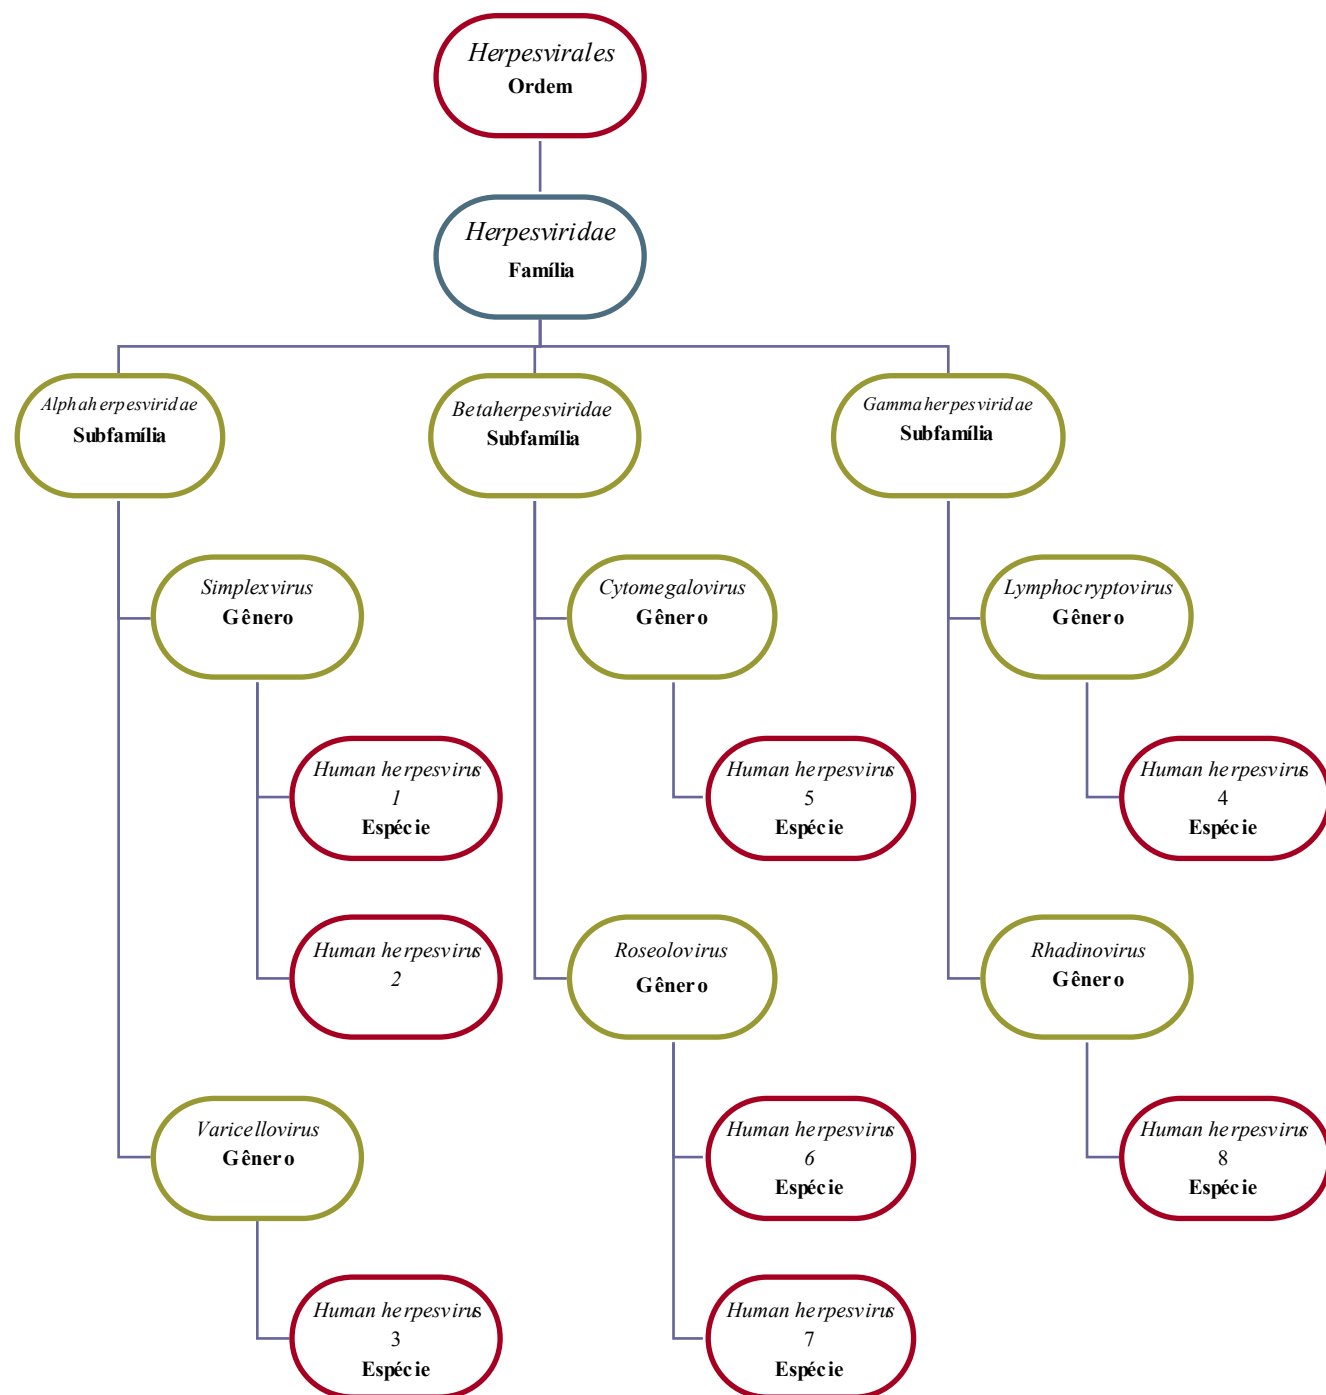 Herpesvirales
Ordem
Herpesviridae
Família
Alphaherpesviridae
Subfamília
Betaherpesviridae
Subfamília
Gammaherpesviridae
Subfamília
Simplexvirus
Gênero
Cytomegalovirus
Gênero
Lymphocryptovirus
Gênero
Human herpesvirus
1
Espécie
Human herpesvirus
5
Espécie
Human herpesvirus
4
Espécie
Human herpesvirus
2
Roseolovirus
Gênero
Rhadinovirus
Gênero
Varicellovirus
Gênero
Human herpesvirus
6
Espécie
Human herpesvirus
8
Espécie
Human herpesvirus
3
Espécie
Human herpesvirus
7
Espécie